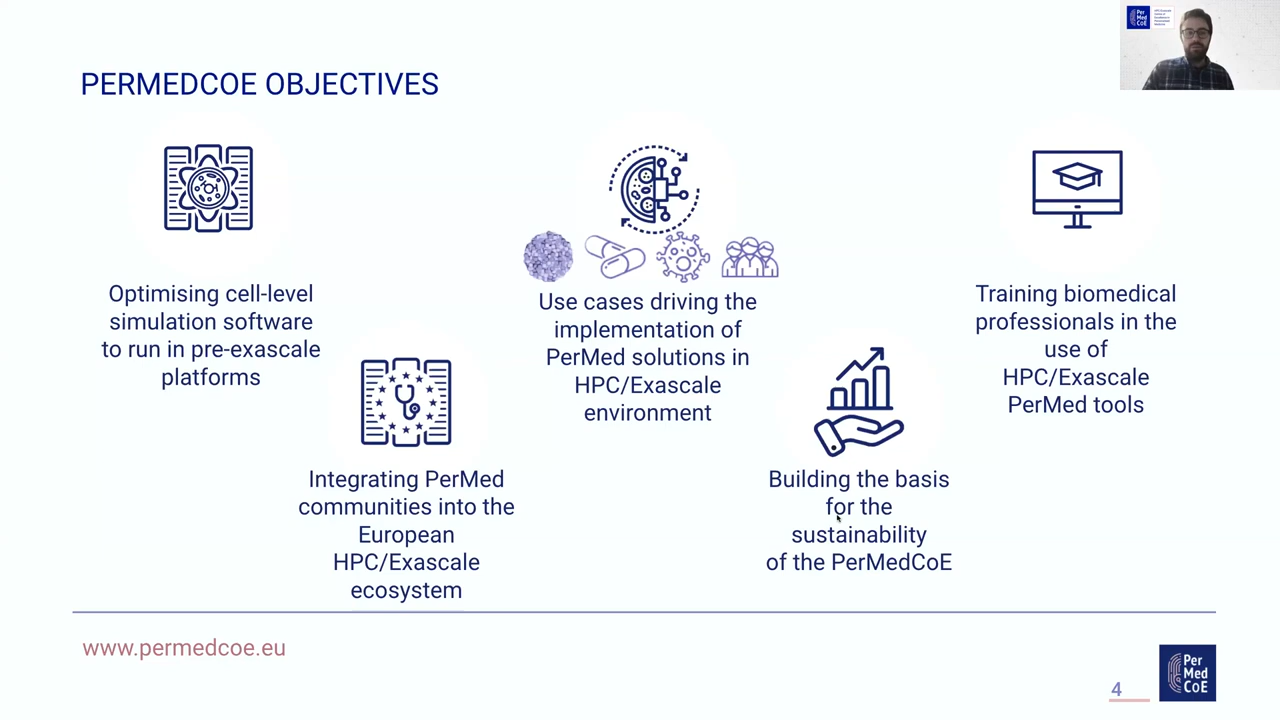 PERMEDCOE OBJECTIVES
Optimising cell-level
simulation software
to run in pre-exascale
platforms
Integrating PerMed
communities into the
European
HPC/Exascale
ecosystem
Use cases driving the
implementation of
PerMed solutions in
HPC/Exascale
environment
Building the basis
for the
sustainability
of the PerMedCoE
Training biomedical
professionals in the
use of
HPC/Exascale
PerMed tools
www.permedcoe.eu
4
Per
Med
CoE
Per
Med
CoE